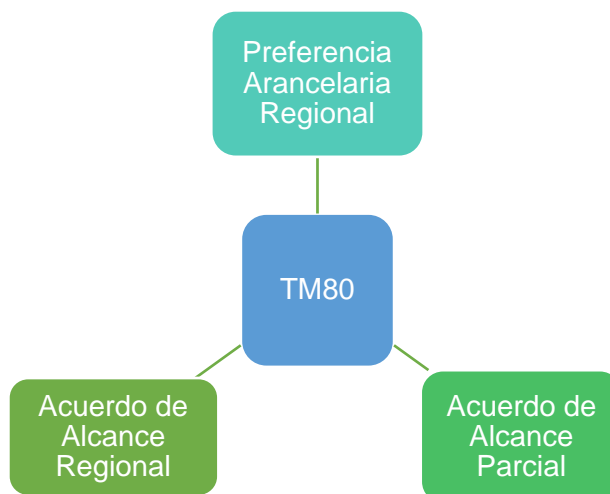 Preferencia
Arancelaria
Regional
TM80
Acuerdo de
Alcance
Regional
Acuerdo de
Alcance
Parcial